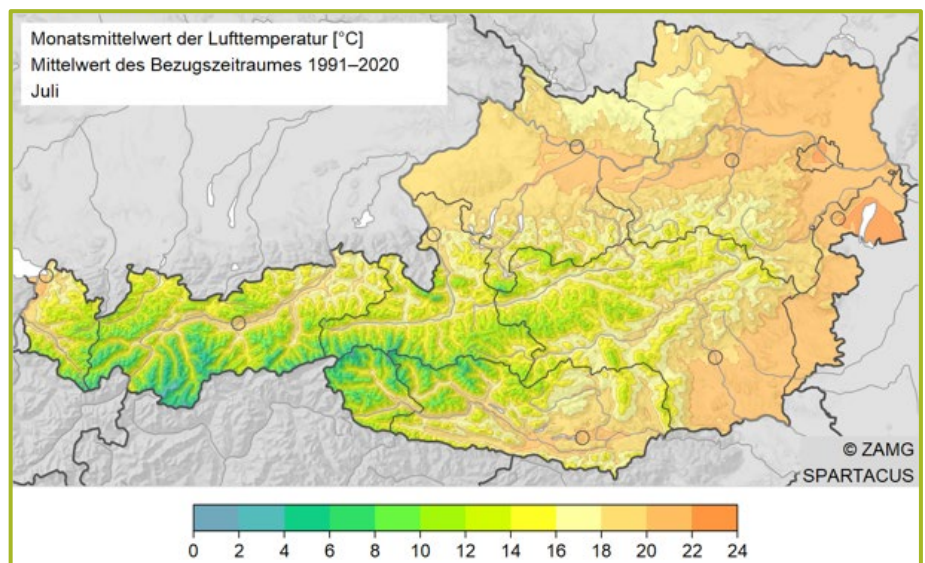 Monatsmittelwert der Lufttemperatur [°C]
Mittelwert des Bezugszeitraumes 1991–2020
Juli
© ZAMG
SPARTACUS
0 2 4 6 8 10 12 14 16 18 20 22 24